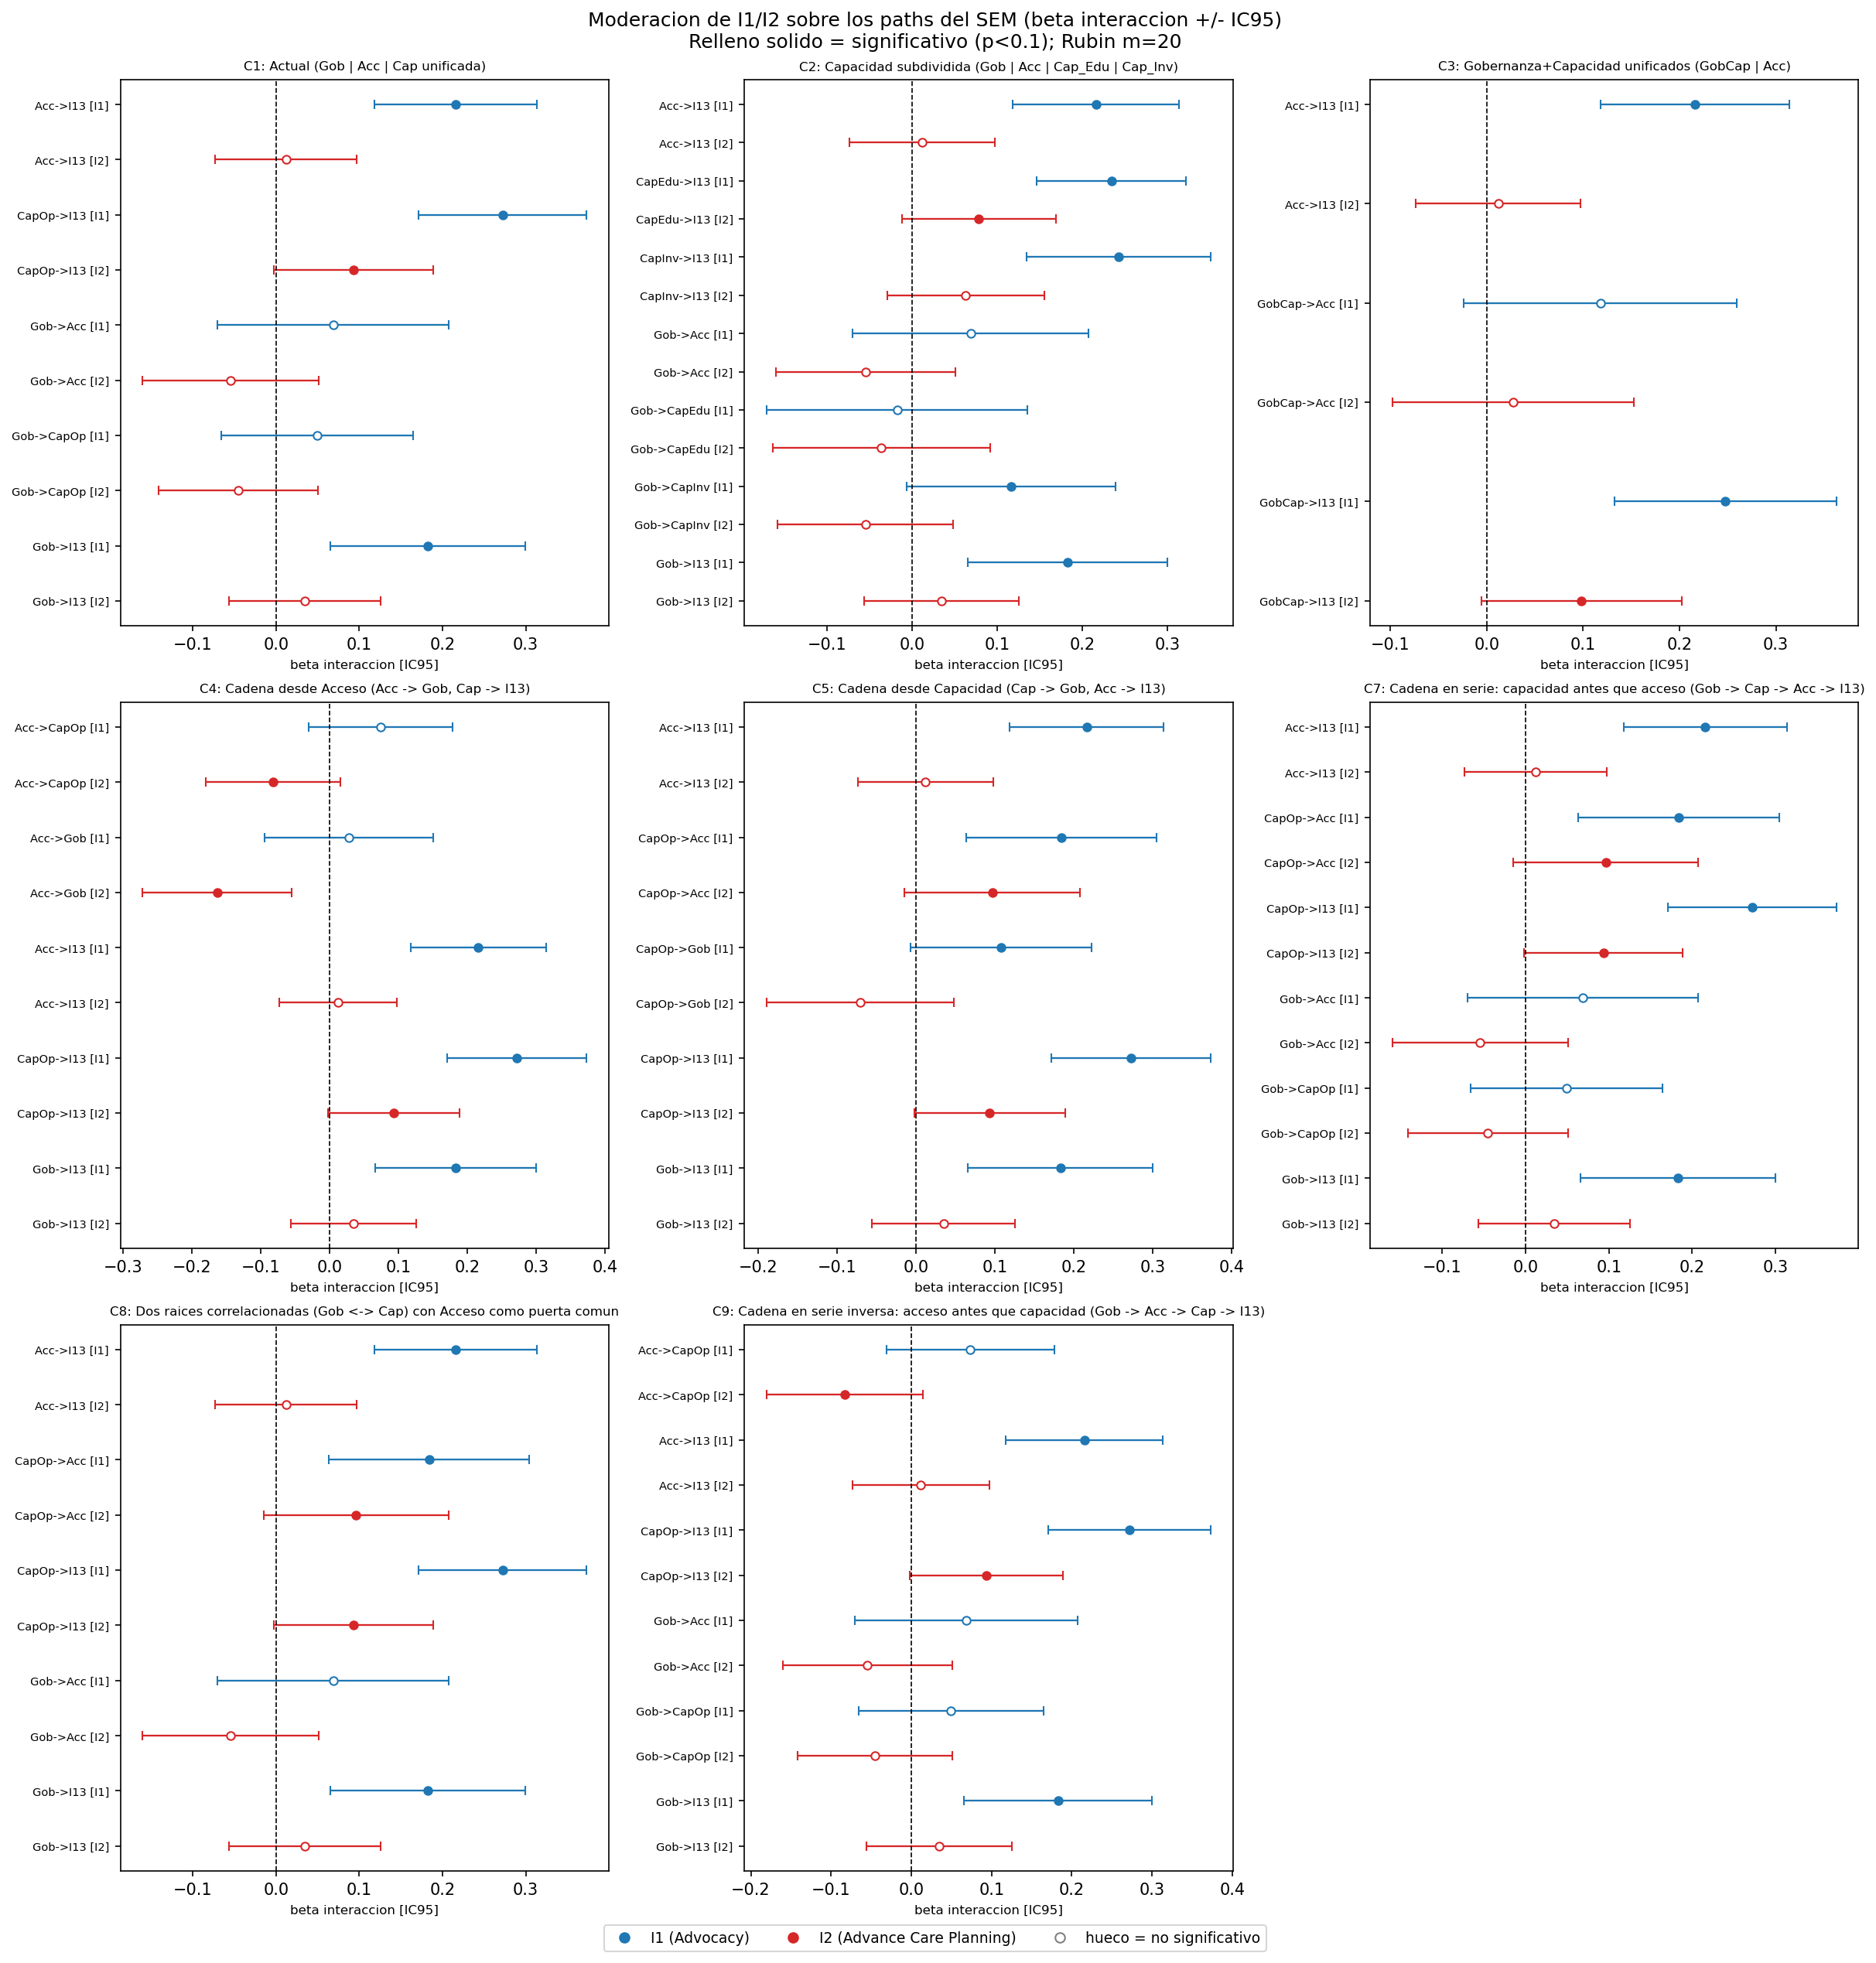 Moderacion de I1/I2 sobre los paths del SEM (beta interaccion +/- IC95)
Relleno solido = significativo (p<0.1); Rubin m=20
C1: Actual (Gob | Acc | Cap unificada)
Acc->I13 [I1]
Acc->I13 [I2]
CapOp->I13 [I1]
CapOp->I13 [I2]
Gob->Acc [I1]
Gob->Acc [I2]
Gob->CapOp [I1]
Gob->CapOp [I2]
Gob->I13 [I1]
Gob->I13 [I2]
−0.1 0.0 0.1 0.2 0.3
beta interaccion [IC95]
C2: Capacidad subdividida (Gob | Acc | Cap_Edu | Cap_Inv)
Acc->I13 [I1]
Acc->I13 [I2]
CapEdu->I13 [I1]
CapEdu->I13 [I2]
CapInv->I13 [I1]
CapInv->I13 [I2]
Gob->Acc [I1]
Gob->Acc [I2]
Gob->CapEdu [I1]
Gob->CapEdu [I2]
Gob->CapInv [I1]
Gob->CapInv [I2]
Gob->I13 [I1]
Gob->I13 [I2]
−0.1 0.0 0.1 0.2 0.3
beta interaccion [IC95]
C3: Gobernanza+Capacidad unificados (GobCap | Acc)
Acc->I13 [I1]
Acc->I13 [I2]
GobCap->Acc [I1]
GobCap->Acc [I2]
GobCap->I13 [I1]
GobCap->I13 [I2]
−0.1 0.0 0.1 0.2 0.3
beta interaccion [IC95]
C4: Cadena desde Acceso (Acc -> Gob, Cap -> I13)
Acc->CapOp [I1]
Acc->CapOp [I2]
Acc->Gob [I1]
Acc->Gob [I2]
Acc->I13 [I1]
Acc->I13 [I2]
CapOp->I13 [I1]
CapOp->I13 [I2]
Gob->I13 [I1]
Gob->I13 [I2]
−0.3 −0.2 −0.1 0.0 0.1 0.2 0.3 0.4
beta interaccion [IC95]
C5: Cadena desde Capacidad (Cap -> Gob, Acc -> I13)
Acc->I13 [I1]
Acc->I13 [I2]
CapOp->Acc [I1]
CapOp->Acc [I2]
CapOp->Gob [I1]
CapOp->Gob [I2]
CapOp->I13 [I1]
CapOp->I13 [I2]
Gob->I13 [I1]
Gob->I13 [I2]
−0.2 −0.1 0.0 0.1 0.2 0.3 0.4
beta interaccion [IC95]
C7: Cadena en serie: capacidad antes que acceso (Gob -> Cap -> Acc -> I13)
Acc->I13 [I1]
Acc->I13 [I2]
CapOp->Acc [I1]
CapOp->Acc [I2]
CapOp->I13 [I1]
CapOp->I13 [I2]
Gob->Acc [I1]
Gob->Acc [I2]
Gob->CapOp [I1]
Gob->CapOp [I2]
Gob->I13 [I1]
Gob->I13 [I2]
−0.1 0.0 0.1 0.2 0.3
beta interaccion [IC95]
C8: Dos raices correlacionadas (Gob <-> Cap) con Acceso como puerta comun
Acc->I13 [I1]
Acc->I13 [I2]
CapOp->Acc [I1]
CapOp->Acc [I2]
CapOp->I13 [I1]
CapOp->I13 [I2]
Gob->Acc [I1]
Gob->Acc [I2]
Gob->I13 [I1]
Gob->I13 [I2]
−0.1 0.0 0.1 0.2 0.3
beta interaccion [IC95]
C9: Cadena en serie inversa: acceso antes que capacidad (Gob -> Acc -> Cap -> I13)
Acc->CapOp [I1]
Acc->CapOp [I2]
Acc->I13 [I1]
Acc->I13 [I2]
CapOp->I13 [I1]
CapOp->I13 [I2]
Gob->Acc [I1]
Gob->Acc [I2]
Gob->CapOp [I1]
Gob->CapOp [I2]
Gob->I13 [I1]
Gob->I13 [I2]
−0.2 −0.1 0.0 0.1 0.2 0.3 0.4
beta interaccion [IC95]
I1 (Advocacy) I2 (Advance Care Planning) hueco = no significativo